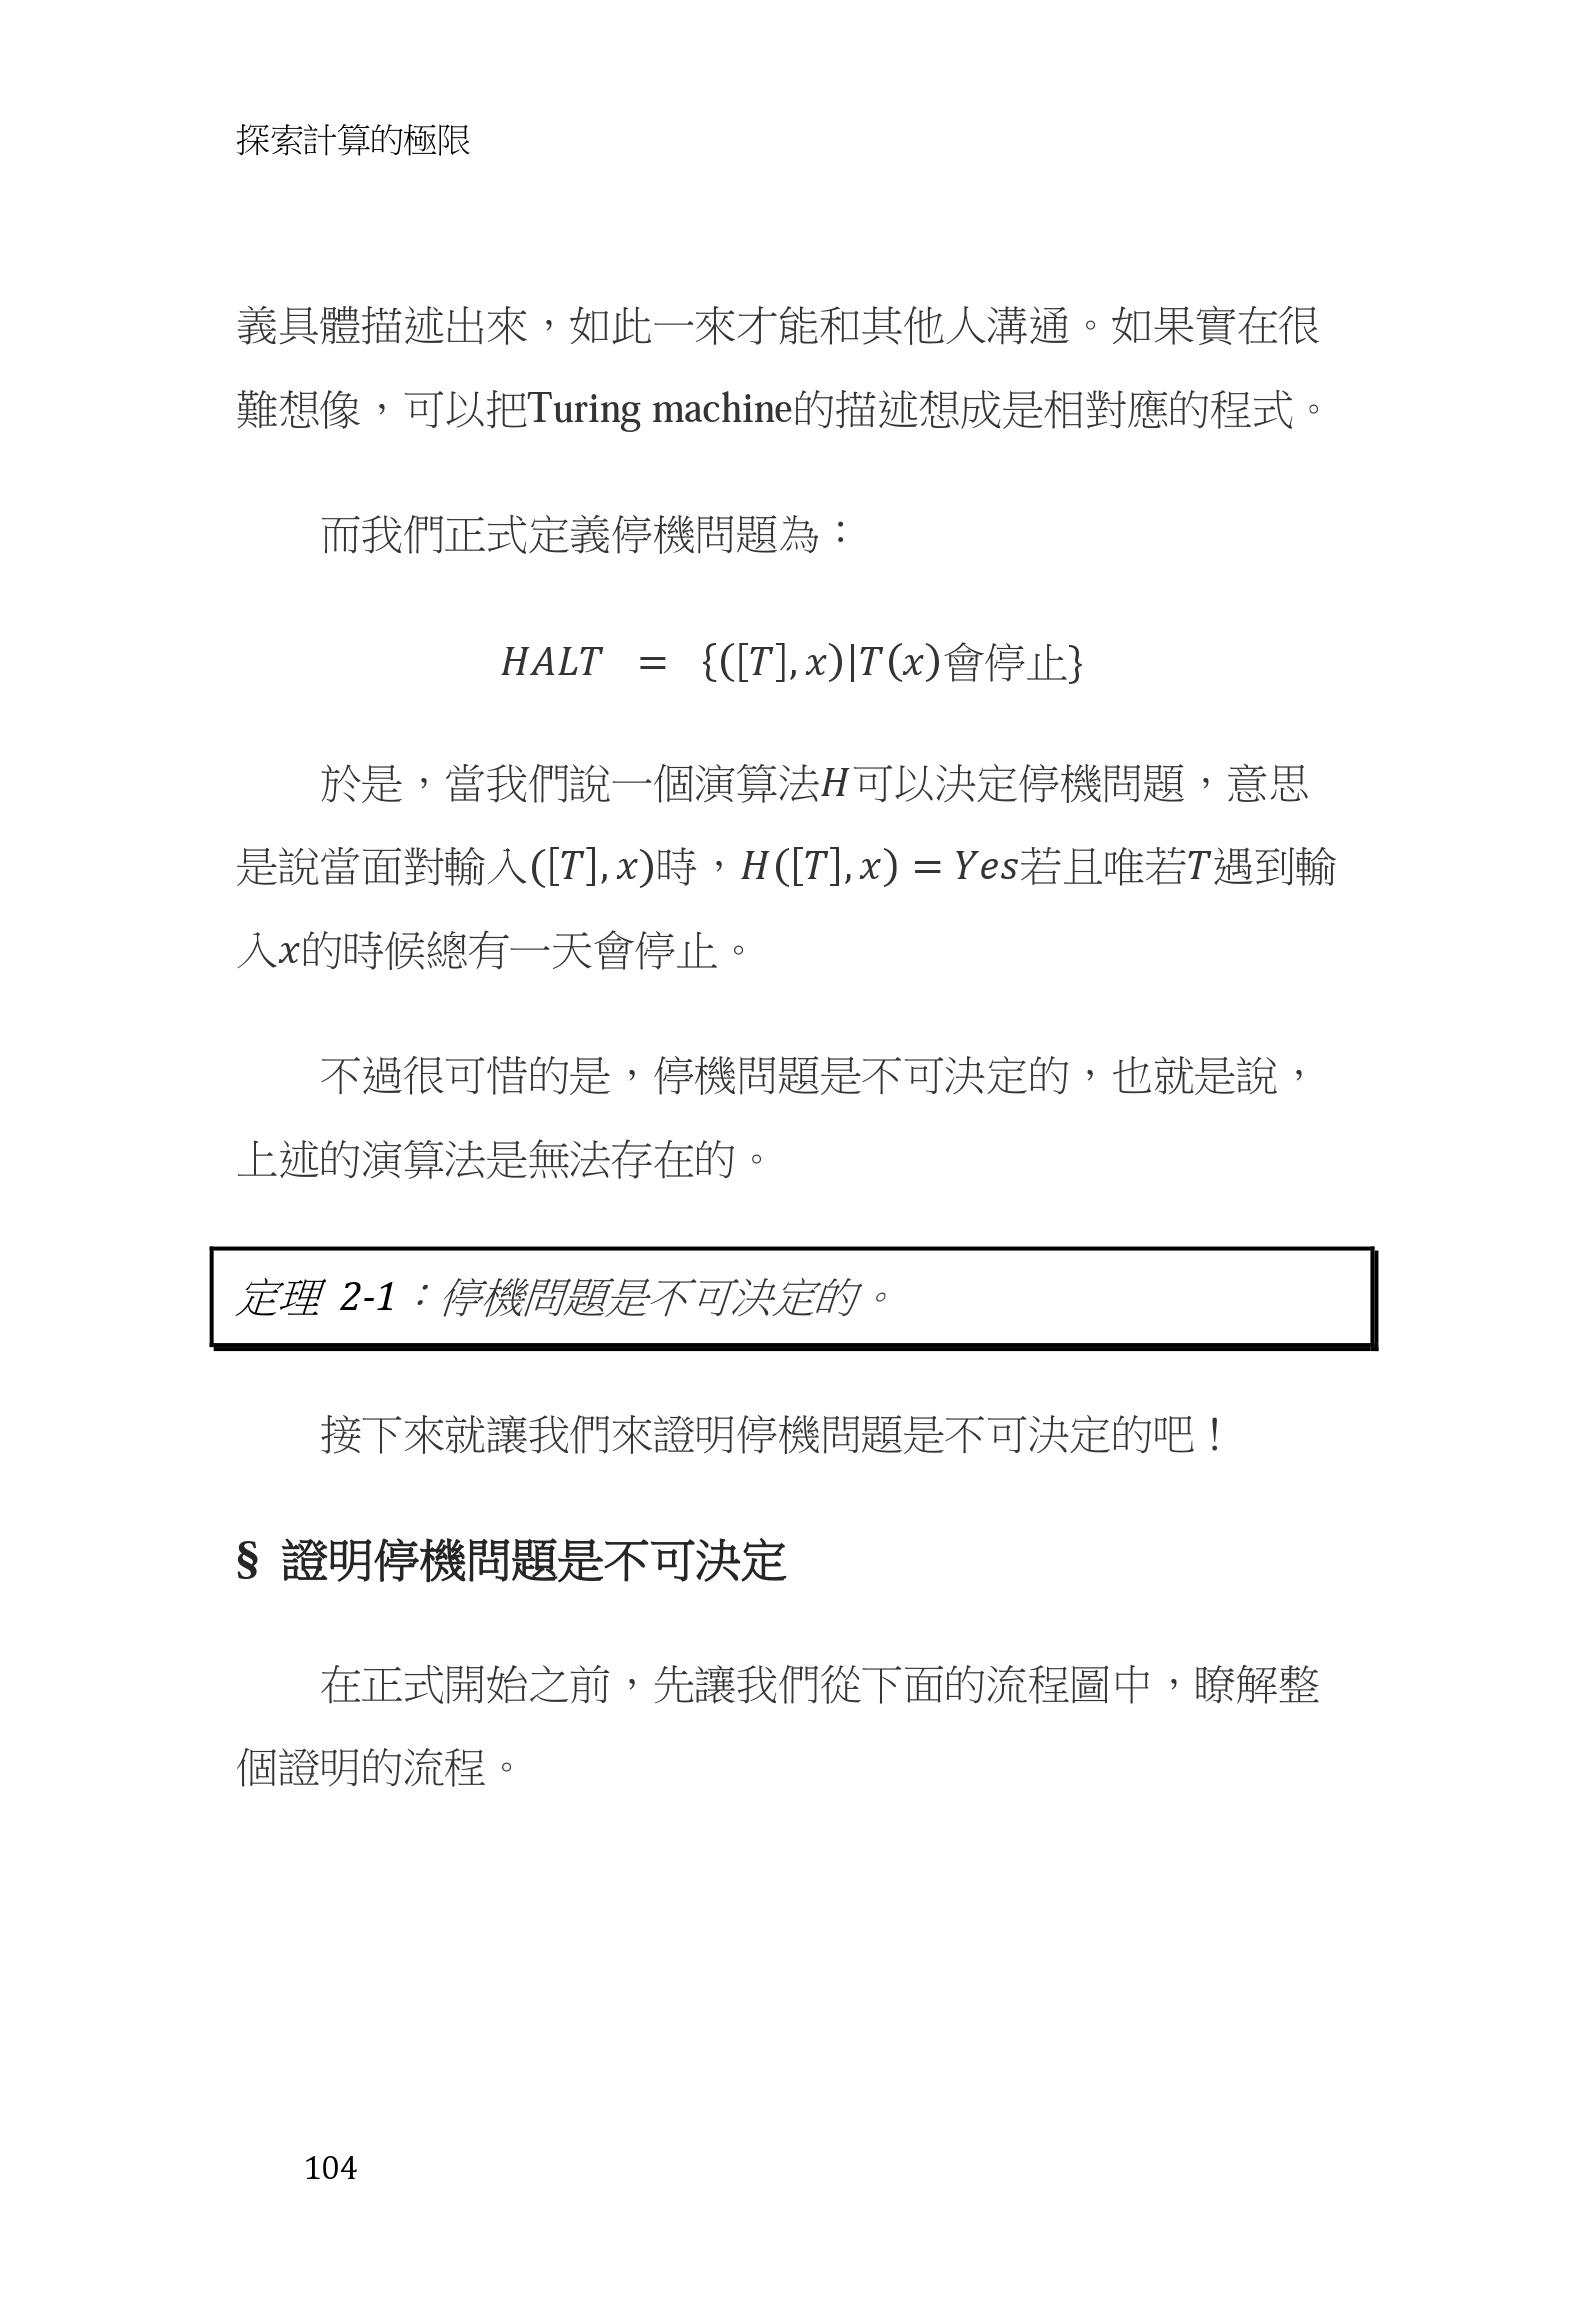 探索計算的極限
義具體描述出來，如此一來才能和其他人溝通。如果實在很
難想像，可以把Turing machine的描述想成是相對應的程式。
而我們正式定義停機問題為：
HALT = {([T], x)|T(x)會停止}
於是，當我們說一個演算法H可以決定停機問題，意思
是說當面對輸入([T], x)時，H([T], x) = Yes若且唯若T遇到輸
入x的時候總有一天會停止。
不過很可惜的是，停機問題是不可決定的，也就是說，
上述的演算法是無法存在的。
定理 2-1：停機問題是不可決定的。
接下來就讓我們來證明停機問題是不可決定的吧！
§ 證明停機問題是不可決定
在正式開始之前，先讓我們從下面的流程圖中，瞭解整
個證明的流程。
104